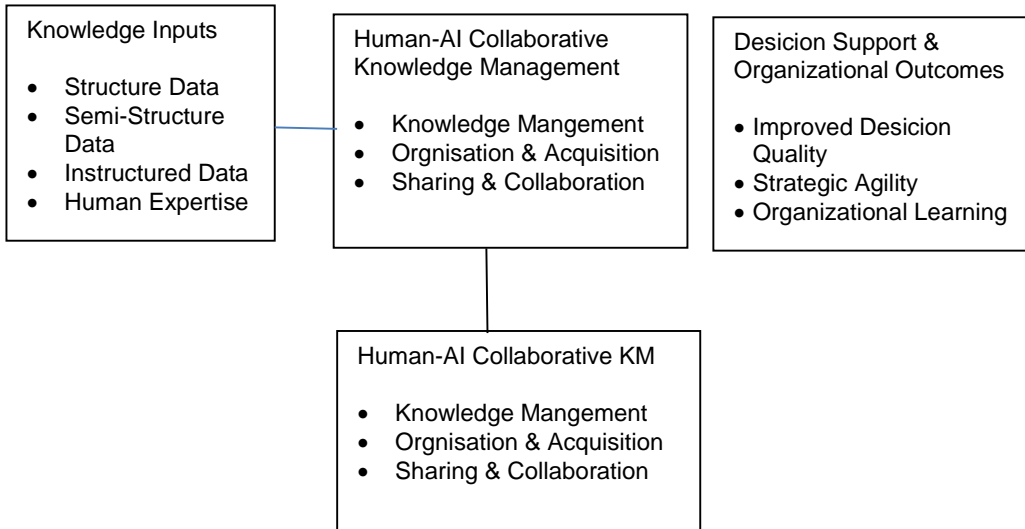 Knowledge Inputs
• Structure Data
• Semi-Structure
Data
• Instructured Data
• Human Expertise
Human-AI Collaborative
Knowledge Management
• Knowledge Mangement
• Orgnisation & Acquisition
• Sharing & Collaboration
Desicion Support &
Organizational Outcomes
• Improved Desicion
Quality
• Strategic Agility
• Organizational Learning
Human-AI Collaborative KM
• Knowledge Mangement
• Orgnisation & Acquisition
• Sharing & Collaboration